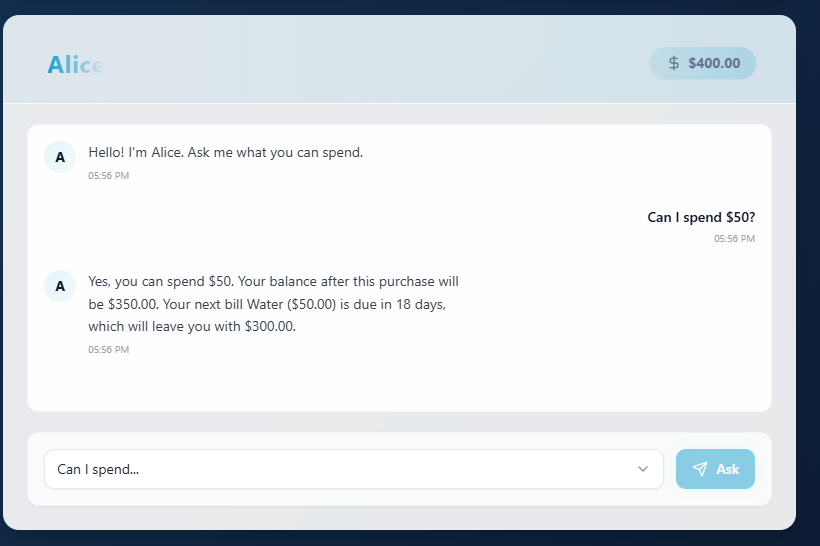 Alice
$ $400.00
A
Hello! I'm Alice. Ask me what you can spend.
05:56 PM
Can I spend $50?
05:56 PM
A
Yes, you can spend $50. Your balance after this purchase will
be $350.00. Your next bill Water ($50.00) is due in 18 days,
which will leave you with $300.00.
05:56 PM
Can I spend...
Ask